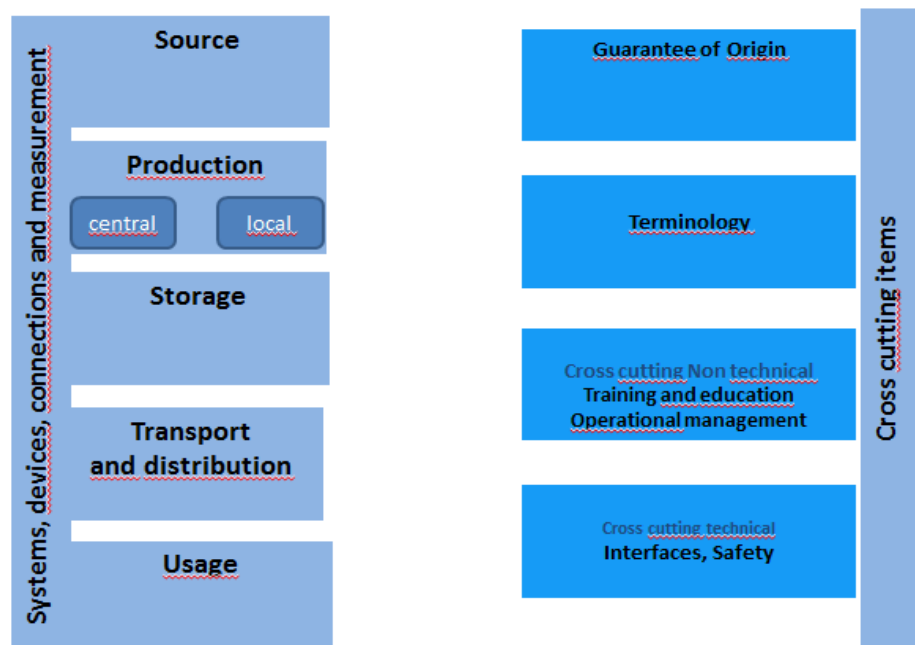 Systems, devices, connections and measurement
Source
Production
central
local
Storage
Transport
and distribution
Usage
Guarantee of Origin
Terminology
Cross cutting Non technical
Training and education
Operational management
Cross cutting technical
Interfaces, Safety
Cross cutting items